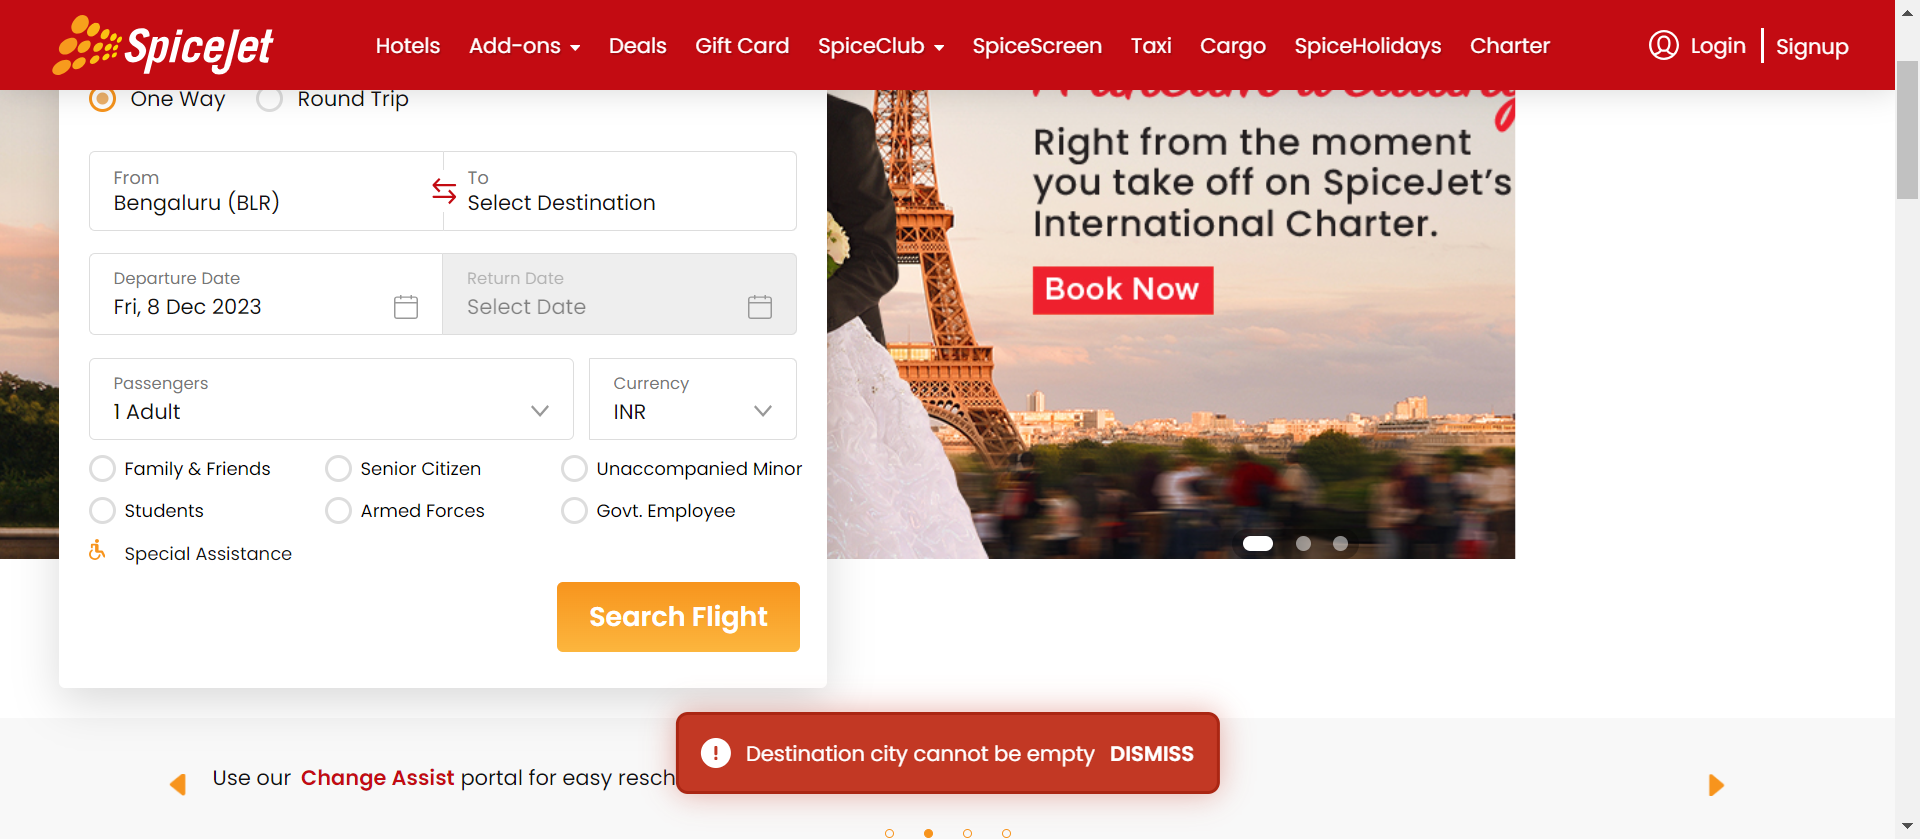 SpiceJet
Hotels
Add-ons
Deals
Gift Card
SpiceClub
SpiceScreen
Taxi
Cargo
SpiceHolidays
Charter
Login
Signup
One Way
Round Trip
From
Bengaluru (BLR)
To
Select Destination
Departure Date
Fri, 8 Dec 2023
Return Date
Select Date
Passengers
1 Adult
Currency
INR
Family & Friends
Senior Citizen
Unaccompanied Minor
Students
Armed Forces
Govt. Employee
Special Assistance
Search Flight
Right from the moment
you take off on SpiceJet's
International Charter.
Book Now
Use our Change Assist portal for easy resch
Destination city cannot be empty DISMISS